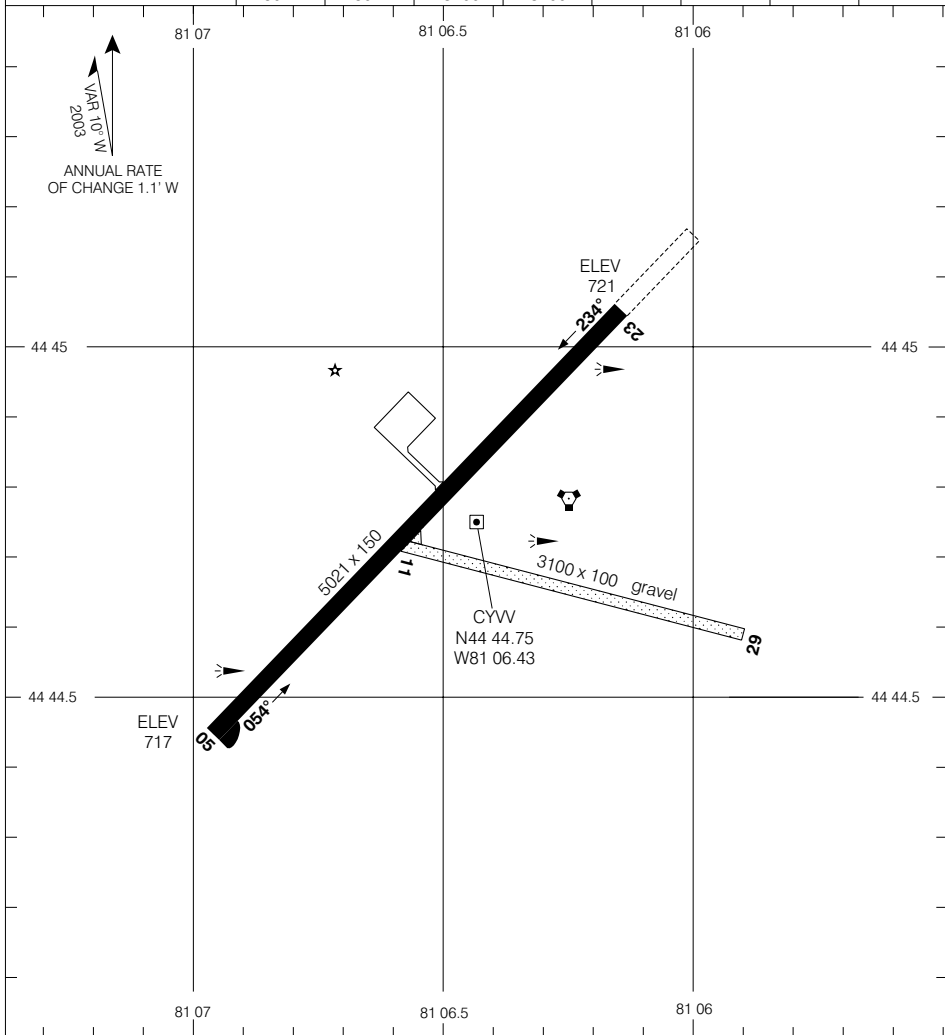 81 07
81 06.5
81 06
VAR 10° W
2003
ANNUAL RATE
OF CHANGE 1.1' W
ELEV
721
234°
23
44 45
44 45
5021 x 150
11
3100 x 100 gravel
29
CYVV
N44 44.75
W81 06.43
44 44.5
44 44.5
054°
05
ELEV
717
81 07
81 06.5
81 06